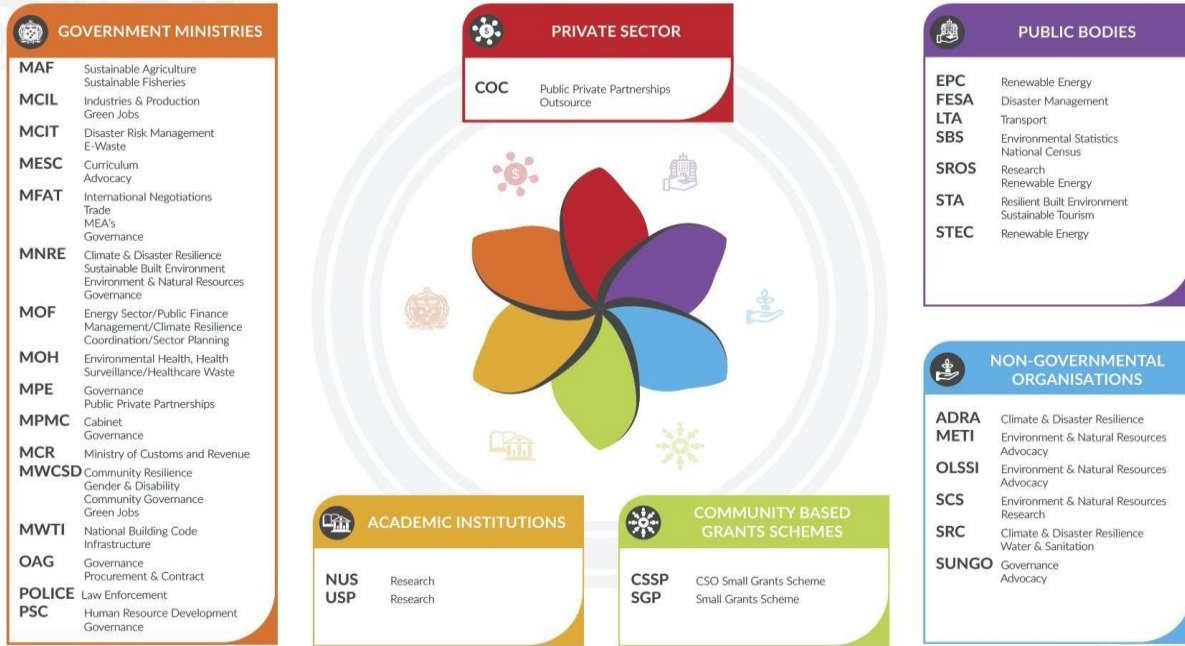 GOVERNMENT MINISTRIES
MAF Sustainable Agriculture
Sustainable Fisheries
MCIL Industries & Production
Green Jobs
MCIT Disaster Risk Management
E-Waste
MESC Curriculum
Advocacy
MFAT International Negotiations
Trade
MEA's
Governance
MNRE Climate & Disaster Resilience
Sustainable Built Environment
Environment & Natural Resources
Governance
MOF Energy Sector/Public Finance
Management/Climate Resilience
Coordination/Sector Planning
MOH Environmental Health, Health
Surveillance/Healthcare Waste
MPE Governance
Public Private Partnerships
MPMC Cabinet
Governance
MCR Ministry of Customs and Revenue
MWCSD Community Resilience
Gender & Disability
Community Governance
Green Jobs
MWTI National Building Code
Infrastructure
OAG Governance
Procurement & Contract
POLICE Law Enforcement
PSC Human Resource Development
Governance
PRIVATE SECTOR
COC Public Private Partnerships
Outsource
ACADEMIC INSTITUTIONS
NUS Research
USP Research
COMMUNITY BASED
GRANTS SCHEMES
CSSP CSO Small Grants Scheme
SGP Small Grants Scheme
PUBLIC BODIES
EPC Renewable Energy
FESA Disaster Management
LTA Transport
SBS Environmental Statistics
National Census
SROS Research
Renewable Energy
STA Resilient Built Environment
Sustainable Tourism
STEC Renewable Energy
NON-GOVERNMENTAL
ORGANISATIONS
ADRA Climate & Disaster Resilience
METI Environment & Natural Resources
Advocacy
OLSSI Environment & Natural Resources
Advocacy
SCS Environment & Natural Resources
Research
SRC Climate & Disaster Resilience
Water & Sanitation
SUNGO Governance
Advocacy